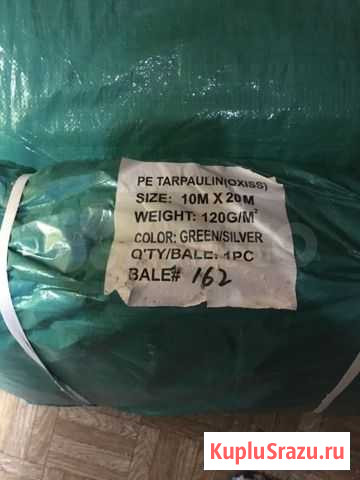 PE TARPAULIN(OXISS)
SIZE: 10M X 20M
WEIGHT: 120G/M²
COLOR: GREEN/SILVER
Q'TY/BALE: 1PC
BALE# 162
KupluSrazu.ru